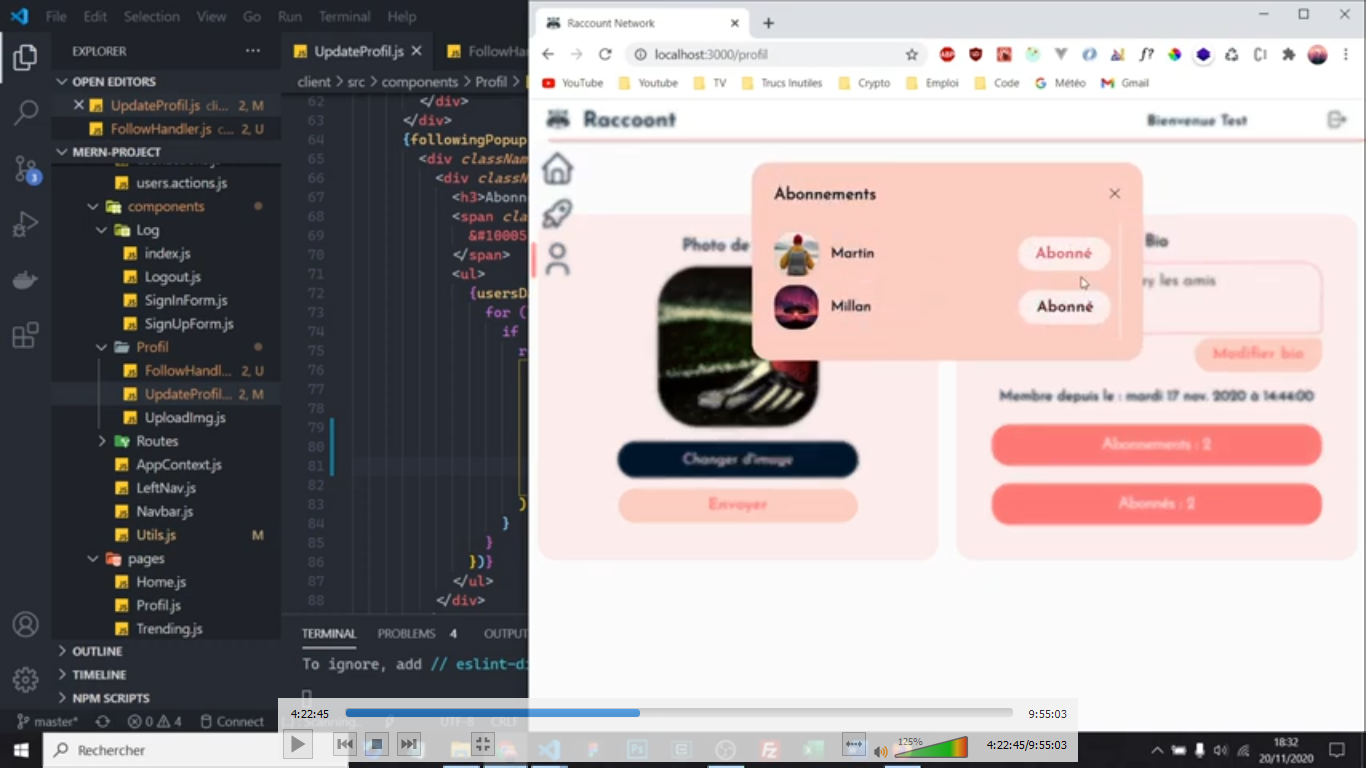 File Edit Selection View Go Run Terminal Help
EXPLORER
OPEN EDITORS
UpdateProfil.js cli... 2, M
FollowHandler.js c... 2, U
MERN-PROJECT
users.actions.js
components
Log
index.js
Logout.js
SignInForm.js
SignUpForm.js
Profil
FollowHandl... 2, U
UpdateProfil... 2, M
UploadImg.js
Routes
AppContext.js
LeftNav.js
Navbar.js
Utils.js M
pages
Home.js
Profil.js
Trending.js
OUTLINE
TIMELINE
NPM SCRIPTS
master* 0 4 Connect
UpdateProfil.js
FollowHa
client > src > components > Profil >
62 </div>
63 </div>
64 {followingPopup
65 <div classNam
66 <div classN
67 <h3>Abonn
68 <span cla
69 &#10005
70 </span>
71 <ul>
72 {usersDa
73 for (
74 if
75 r
76
77
78
79
80
81
82
83 )
84 }
85 }
86 })}
87 </ul>
88 </div>
TERMINAL PROBLEMS 4 OUTPUT
To ignore, add // eslint-di
UTF-8 CRLF
Raccount Network
localhost:3000/profil
YouTube Youtube TV Trucs Inutiles Crypto Emploi Code Météo Gmail
Raccoont
Bienvenue Test
Abonnements
Martin Abonné
Millan Abonné
Photo de
Changer d'image
Envoyer
Bio
ry les amis
Modifier bio
Membre depuis le : mardi 17 nov. 2020 à 14:44:00
Abonnements : 2
Abonnés : 2
4:22:45 9:55:03
125%
4:22:45/9:55:03
Rechercher
18:32
20/11/2020